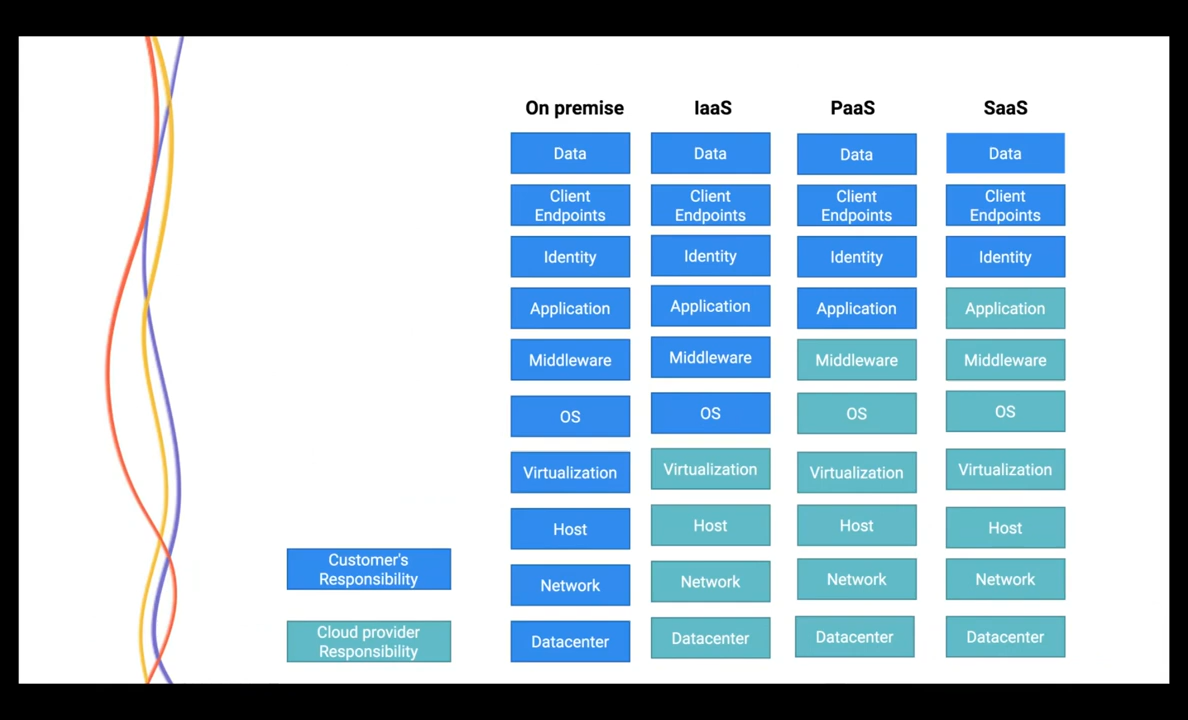 On premise IaaS PaaS SaaS
Data Data Data Data
Client Client Client Client
Endpoints Endpoints Endpoints Endpoints
Identity Identity Identity Identity
Application Application Application Application
Middleware Middleware Middleware Middleware
OS OS OS OS
Virtualization Virtualization Virtualization Virtualization
Host Host Host Host
Customer's
Responsibility
Network Network Network Network
Cloud provider
Responsibility
Datacenter Datacenter Datacenter Datacenter